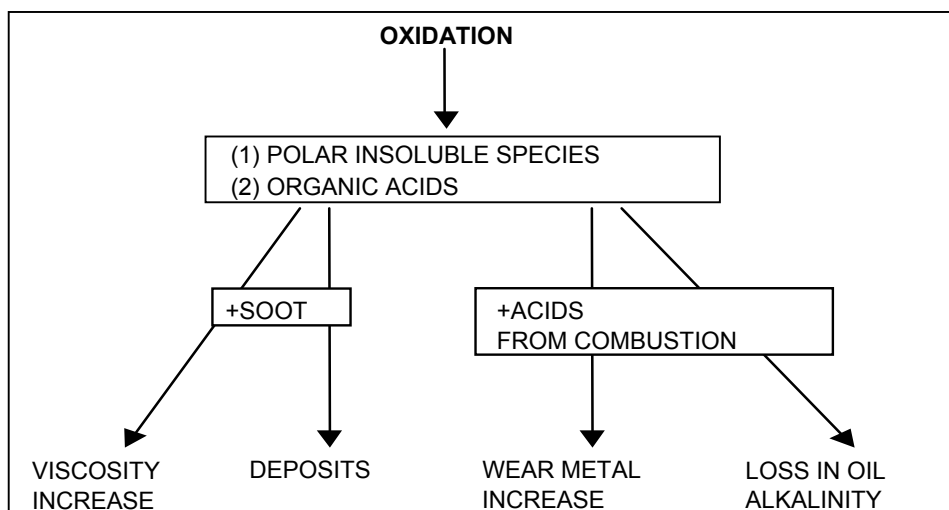 OXIDATION
(1) POLAR INSOLUBLE SPECIES
(2) ORGANIC ACIDS
+SOOT
+ACIDS
FROM COMBUSTION
VISCOSITY
INCREASE
DEPOSITS
WEAR METAL
INCREASE
LOSS IN OIL
ALKALINITY